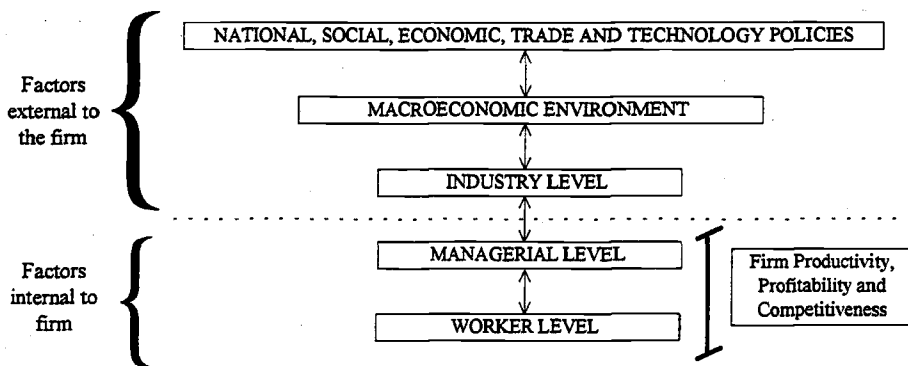 NATIONAL, SOCIAL, ECONOMIC, TRADE AND TECHNOLOGY POLICIES
Factors
external to
the firm
MACROECONOMIC ENVIRONMENT
INDUSTRY LEVEL
Factors
internal to
firm
MANAGERIAL LEVEL
WORKER LEVEL
Firm Productivity,
Profitability and
Competitiveness